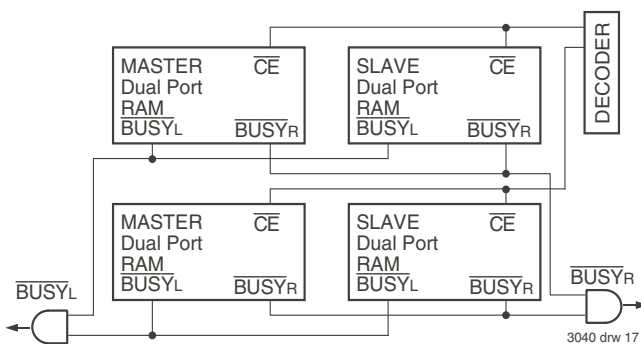 MASTER CE
Dual Port
RAM
BUSYL BUSYR
SLAVE CE
Dual Port
RAM
BUSYL BUSYR
DECODER
MASTER CE
Dual Port
RAM
BUSYL BUSYR
SLAVE CE
Dual Port
RAM
BUSYL BUSYR
BUSYL
BUSYR
3040 drw 17